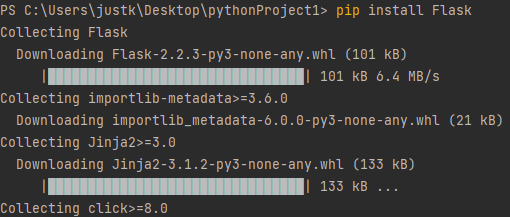 PS C:\Users\justk\Desktop\pythonProject1> pip install Flask
Collecting Flask
  Downloading Flask-2.2.3-py3-none-any.whl (101 kB)
     |████████████████████████████████| 101 kB 6.4 MB/s
Collecting importlib-metadata>=3.6.0
  Downloading importlib_metadata-6.0.0-py3-none-any.whl (21 kB)
Collecting Jinja2>=3.0
  Downloading Jinja2-3.1.2-py3-none-any.whl (133 kB)
     |████████████████████████████████| 133 kB ...
Collecting click>=8.0